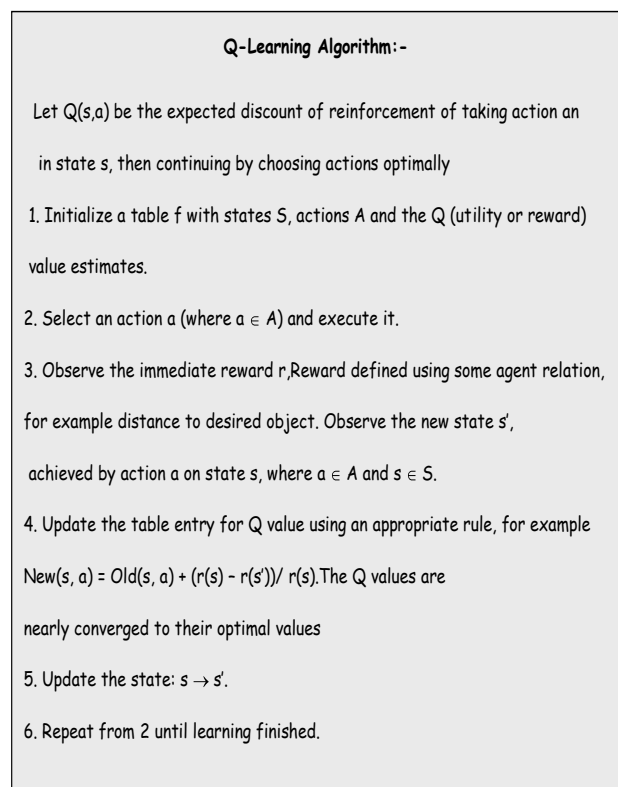 Q-Learning Algorithm:-
Let Q(s,a) be the expected discount of reinforcement of taking action an
in state s, then continuing by choosing actions optimally
1. Initialize a table f with states S, actions A and the Q (utility or reward)
value estimates.
2. Select an action a (where a ∈ A) and execute it.
3. Observe the immediate reward r,Reward defined using some agent relation,
for example distance to desired object. Observe the new state s′,
achieved by action a on state s, where a ∈ A and s ∈ S.
4. Update the table entry for Q value using an appropriate rule, for example
New(s, a) = Old(s, a) + (r(s) – r(s′))/ r(s).The Q values are
nearly converged to their optimal values
5. Update the state: s → s′.
6. Repeat from 2 until learning finished.